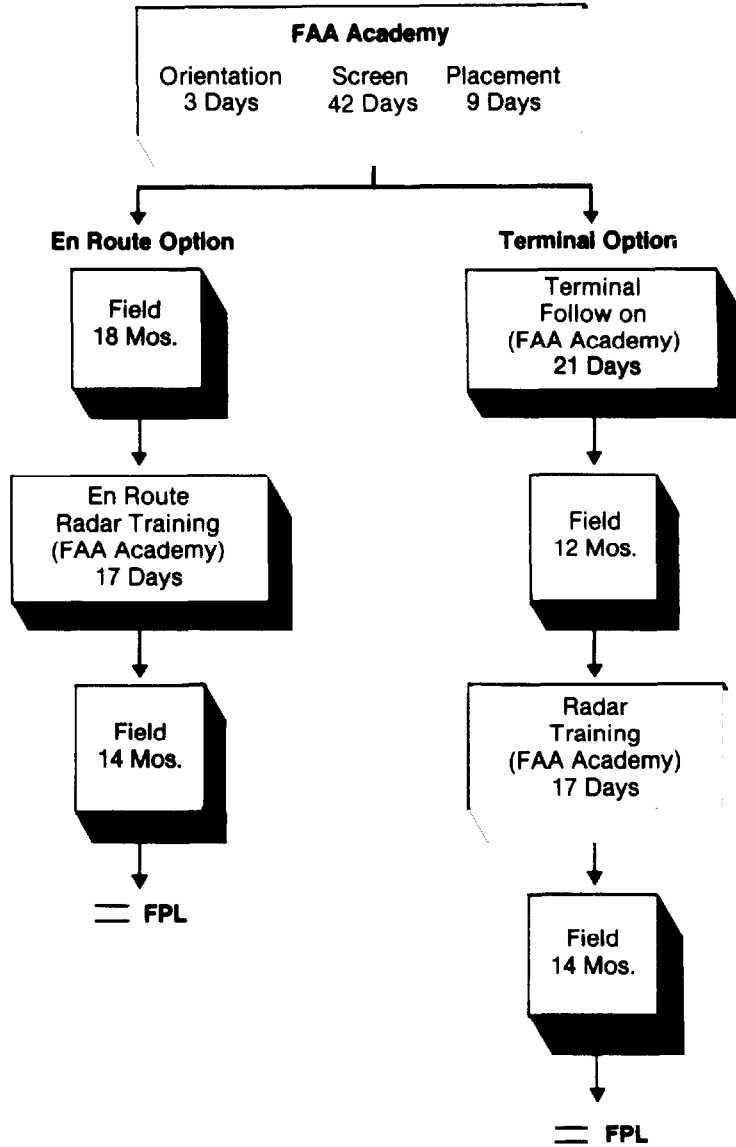 FAA Academy
Orientation Screen Placement
3 Days 42 Days 9 Days
En Route Option
Field
18 Mos.
En Route
Radar Training
(FAA Academy)
17 Days
Field
14 Mos.
FPL
Terminal Option
Terminal
Follow on
(FAA Academy)
21 Days
Field
12 Mos.
Radar
Training
(FAA Academy)
17 Days
Field
14 Mos.
FPL